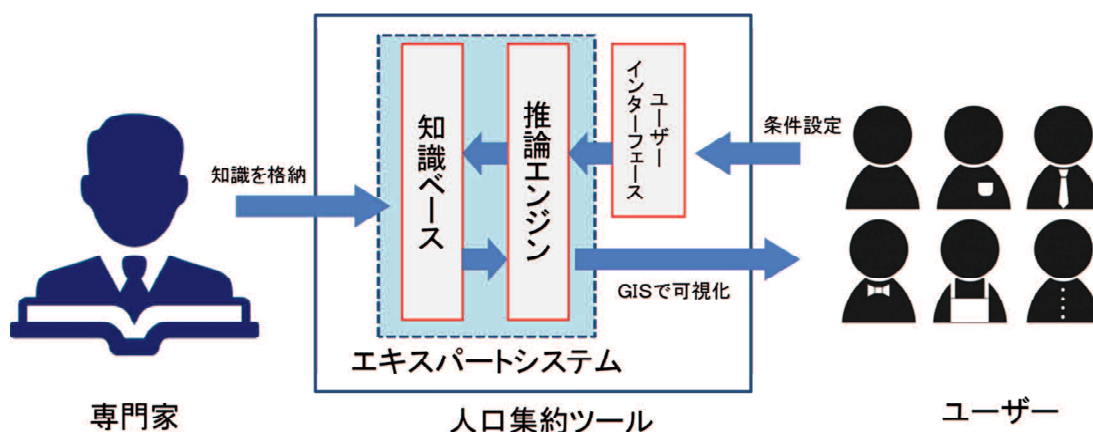 専門家
知識を格納
知識ベース
推論エンジン
ユーザー
インターフェース
条件設定
GISで可視化
エキスパートシステム
人口集約ツール
ユーザー